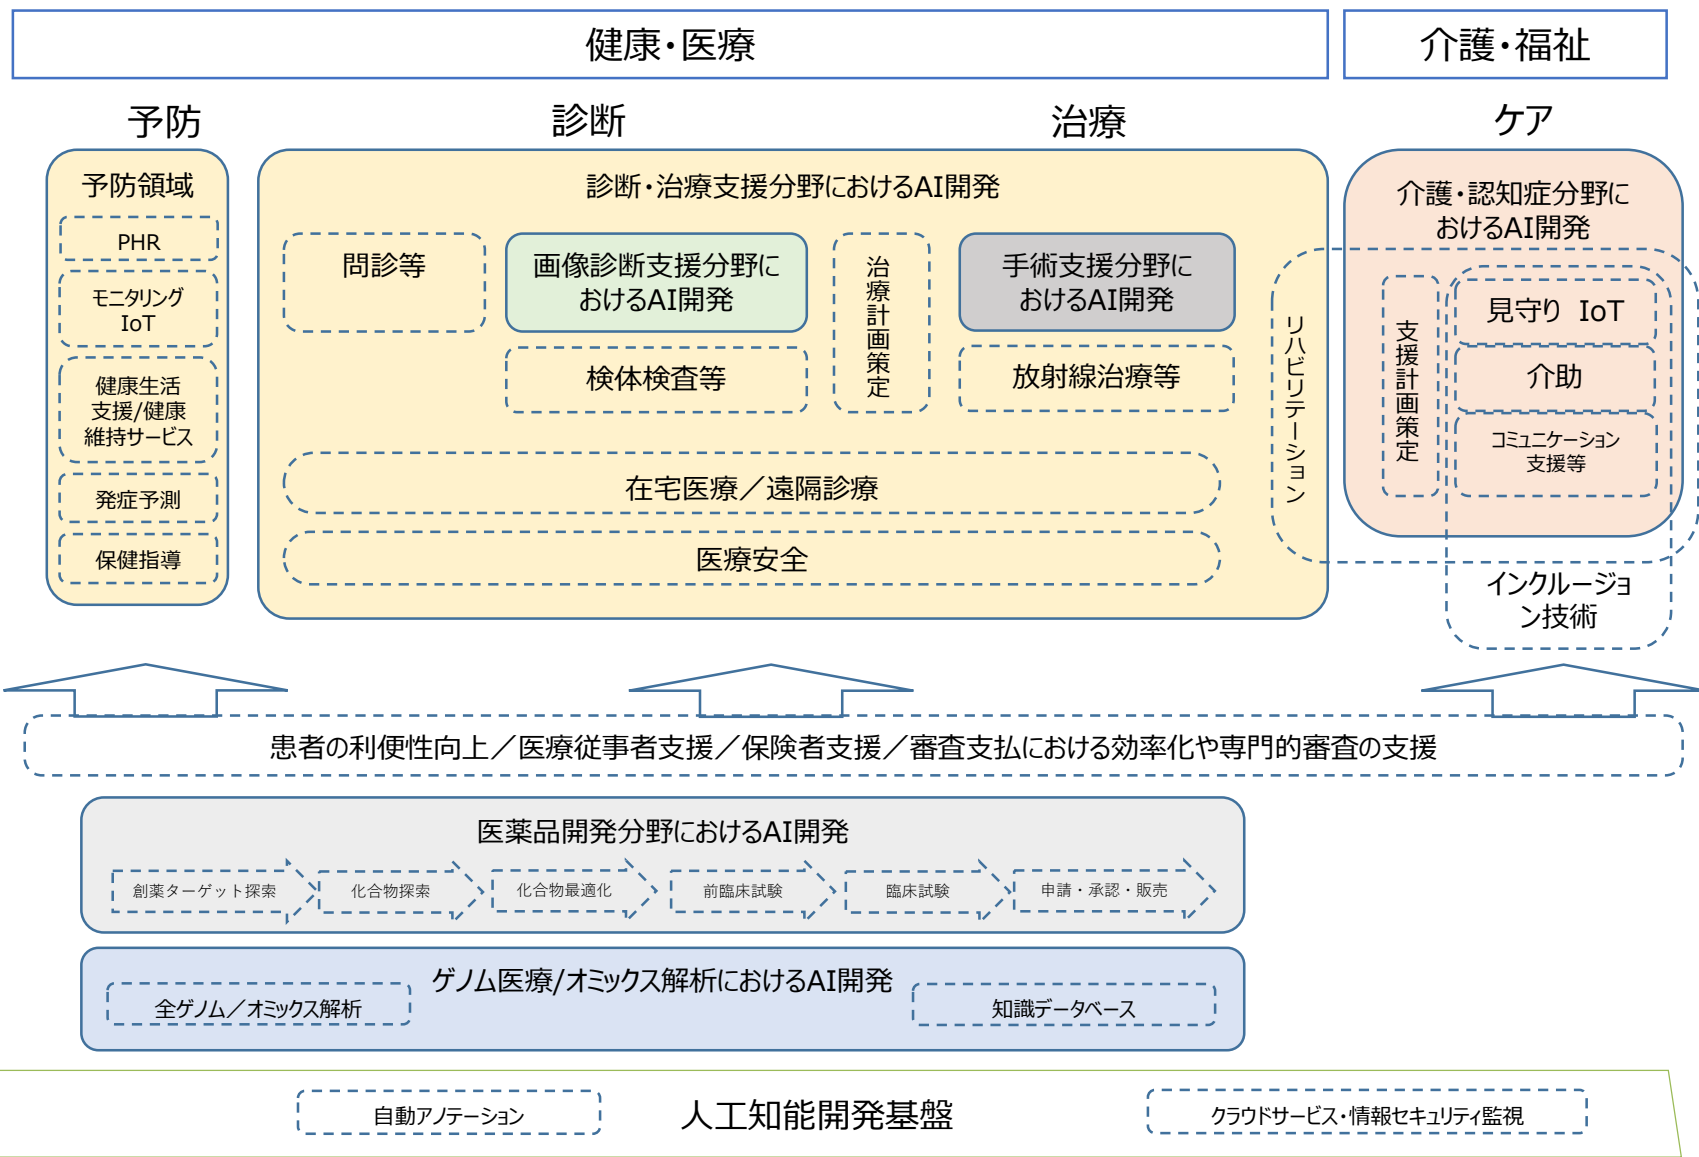 健康・医療
介護・福祉
予防
診断
治療
ケア
予防領域
PHR
モニタリング
IoT
健康生活
支援/健康
維持サービス
発症予測
保健指導
診断・治療支援分野におけるAI開発
問診等
画像診断支援分野に
おけるAI開発
検体検査等
治療計画策定
手術支援分野に
おけるAI開発
放射線治療等
在宅医療／遠隔診療
医療安全
リハビリテーション
介護・認知症分野に
おけるAI開発
支援計画策定
見守り IoT
介助
コミュニケーション
支援等
インクルージョ
ン技術
患者の利便性向上／医療従事者支援／保険者支援／審査支払における効率化や専門的審査の支援
医薬品開発分野におけるAI開発
創薬ターゲット探索
化合物探索
化合物最適化
前臨床試験
臨床試験
申請・承認・販売
ゲノム医療/オミックス解析におけるAI開発
全ゲノム／オミックス解析
知識データベース
自動アノテーション
人工知能開発基盤
クラウドサービス・情報セキュリティ監視